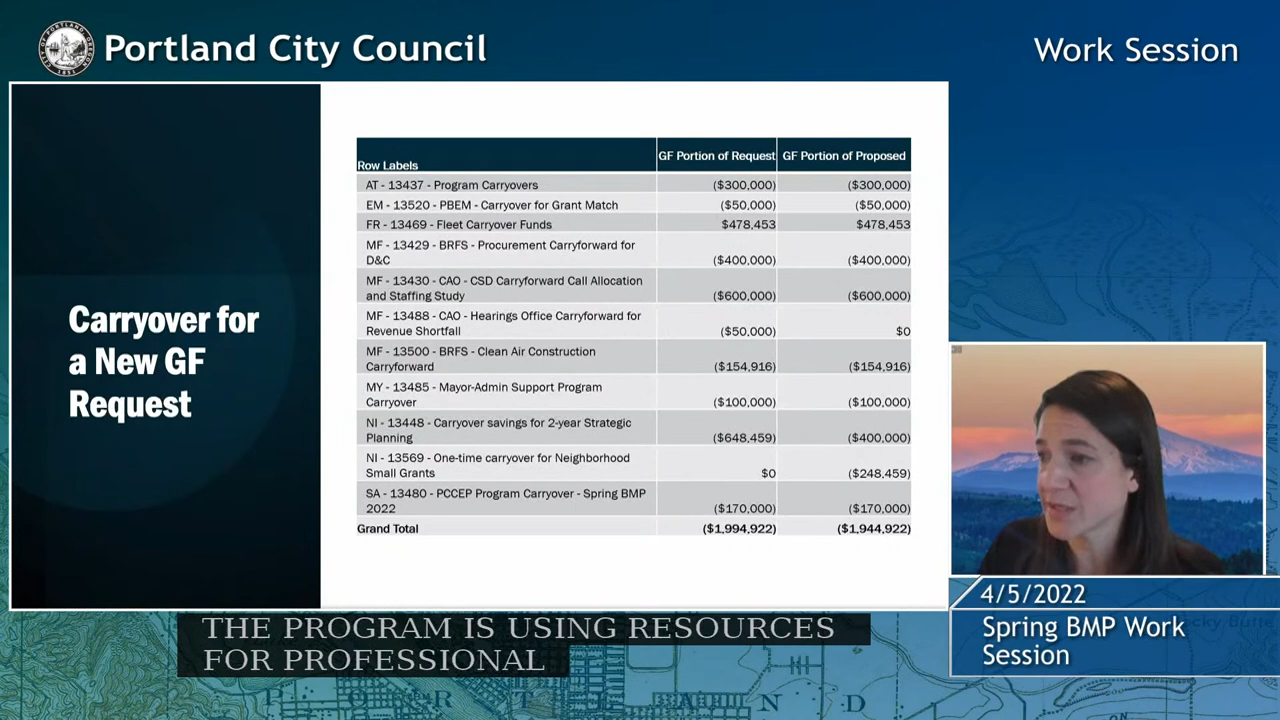 Portland City Council
Work Session
Carryover for
a New GF
Request
Row Labels GF Portion of Request GF Portion of Proposed
AT - 13437 - Program Carryovers ($300,000) ($300,000)
EM - 13520 - PBEM - Carryover for Grant Match ($50,000) ($50,000)
FR - 13469 - Fleet Carryover Funds $478,453 $478,453
MF - 13429 - BRFS - Procurement Carryforward for
D&C ($400,000) ($400,000)
MF - 13430 - CAO - CSD Carryforward Call Allocation
and Staffing Study ($600,000) ($600,000)
MF - 13488 - CAO - Hearings Office Carryforward for
Revenue Shortfall ($50,000) $0
MF - 13500 - BRFS - Clean Air Construction
Carryforward ($154,916) ($154,916)
MY - 13485 - Mayor-Admin Support Program
Carryover ($100,000) ($100,000)
NI - 13448 - Carryover savings for 2-year Strategic
Planning ($648,459) ($400,000)
NI - 13569 - One-time carryover for Neighborhood
Small Grants $0 ($248,459)
SA - 13480 - PCCEP Program Carryover - Spring BMP
2022 ($170,000) ($170,000)
Grand Total ($1,994,922) ($1,944,922)
4/5/2022
Spring BMP Work
Session
THE PROGRAM IS USING RESOURCES
FOR PROFESSIONAL